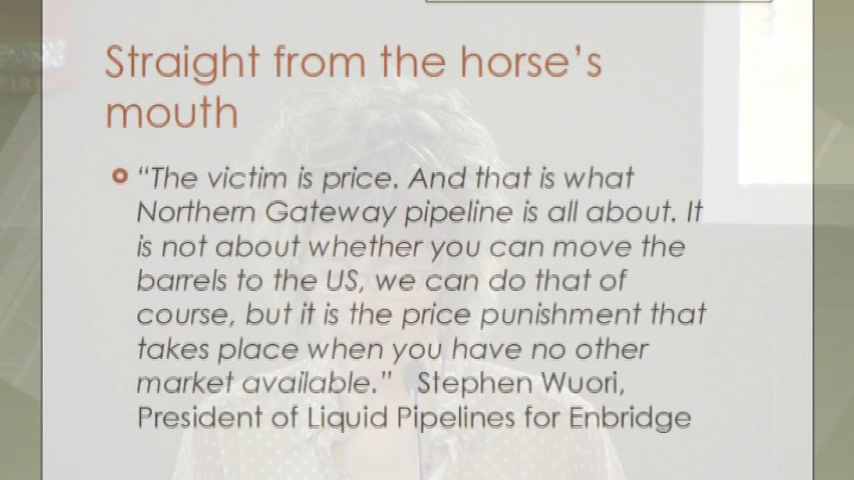 Straight from the horse’s
mouth
“The victim is price. And that is what
Northern Gateway pipeline is all about. It
is not about whether you can move the
barrels to the US, we can do that of
course, but it is the price punishment that
takes place when you have no other
market available.” Stephen Wuori,
President of Liquid Pipelines for Enbridge